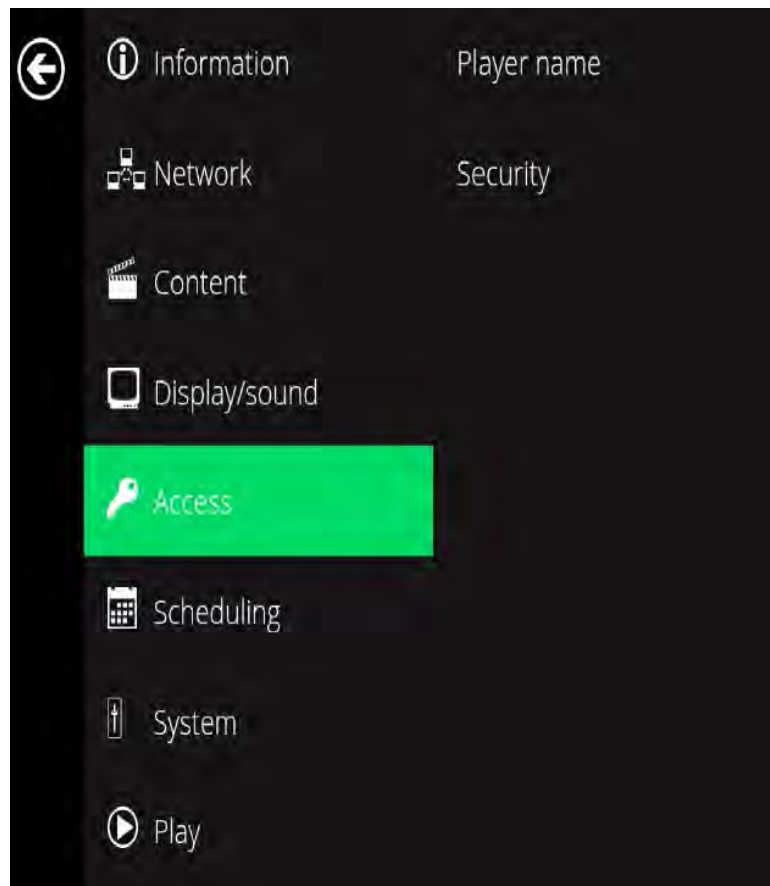 Information
Player name
Network
Security
Content
Display/sound
Access
Scheduling
System
Play